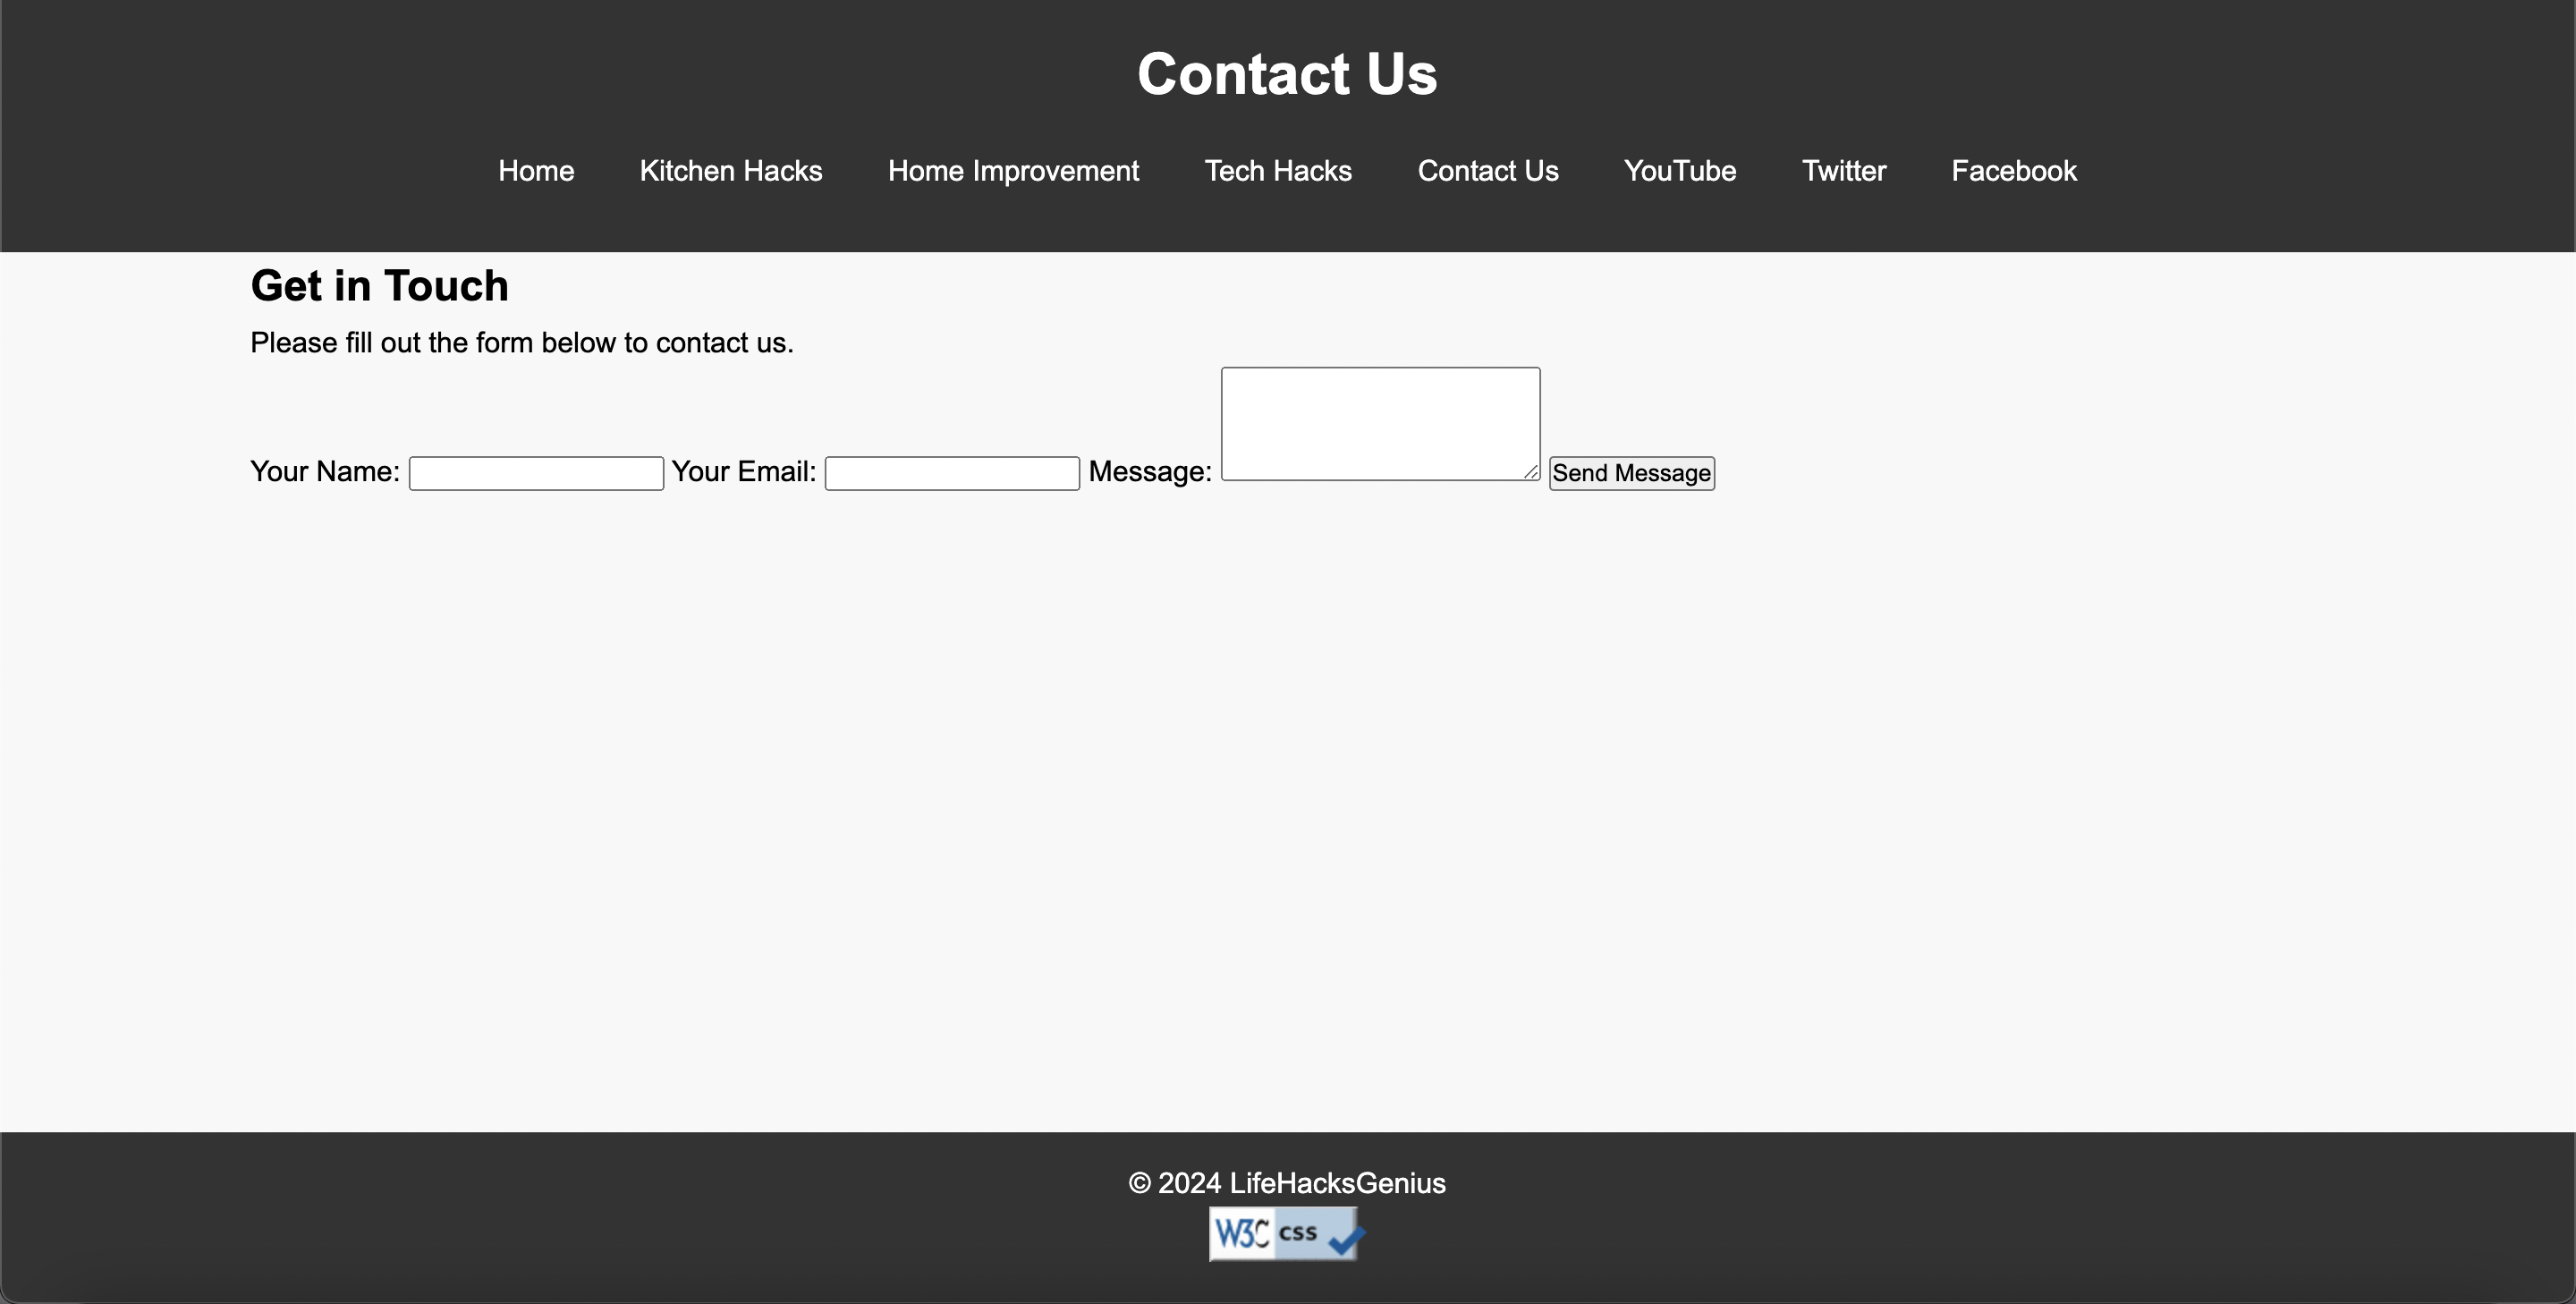 Contact Us
Home Kitchen Hacks Home Improvement Tech Hacks Contact Us YouTube Twitter Facebook
Get in Touch
Please fill out the form below to contact us.
Your Name: Your Email: Message: Send Message
© 2024 LifeHacksGenius
W3C css